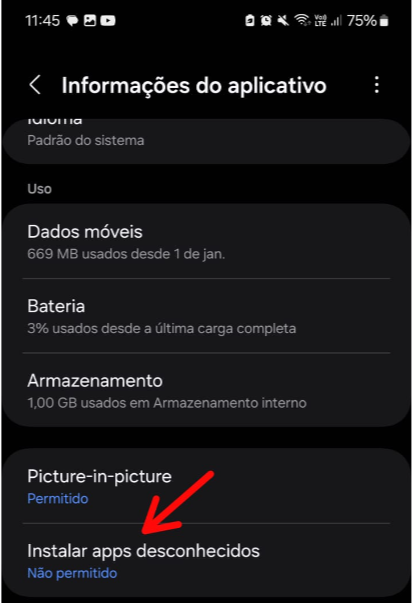 11:45
Vo) LTE 75%
Informações do aplicativo
Idioma
Padrão do sistema
Uso
Dados móveis
669 MB usados desde 1 de jan.
Bateria
3% usados desde a última carga completa
Armazenamento
1,00 GB usados em Armazenamento interno
Picture-in-picture
Permitido
Instalar apps desconhecidos
Não permitido